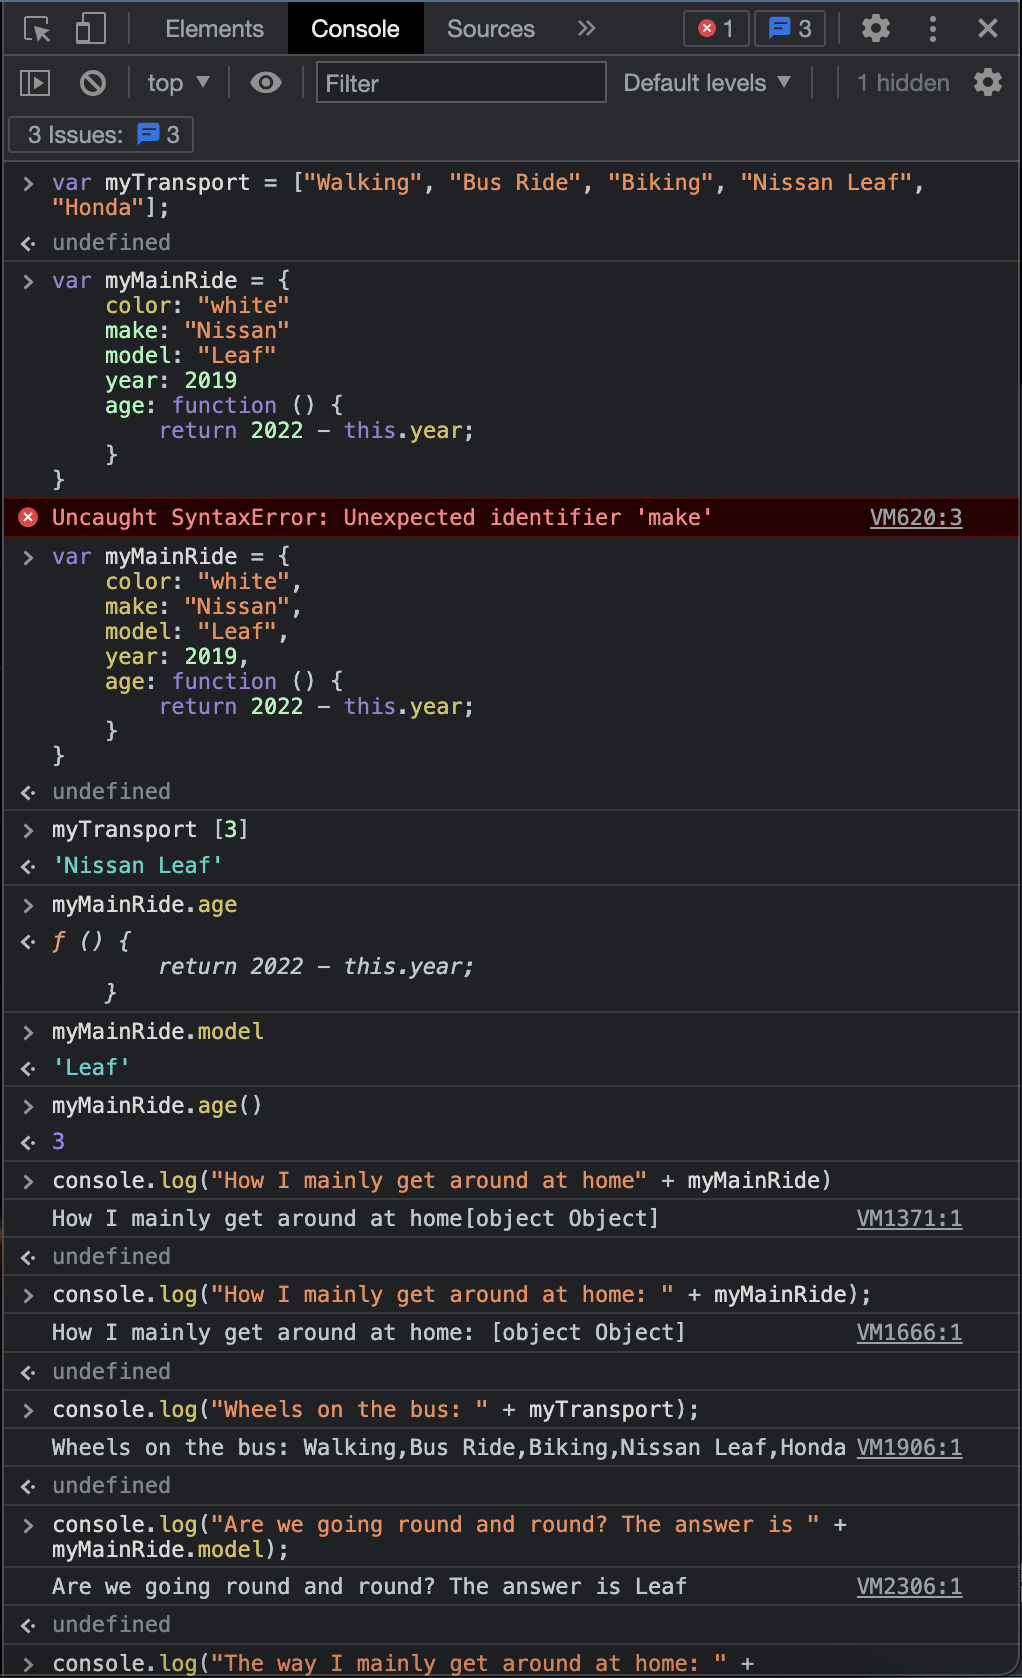 Elements Console Sources » 1 3
top ▼ Filter Default levels ▼ 1 hidden
3 Issues: 3
> var myTransport = ["Walking", "Bus Ride", "Biking", "Nissan Leaf",
"Honda"];
undefined
> var myMainRide = {
color: "white"
make: "Nissan"
model: "Leaf"
year: 2019
age: function () {
return 2022 - this.year;
}
}
Uncaught SyntaxError: Unexpected identifier 'make' VM620:3
> var myMainRide = {
color: "white",
make: "Nissan",
model: "Leaf",
year: 2019,
age: function () {
return 2022 - this.year;
}
}
undefined
> myTransport [3]
'Nissan Leaf'
> myMainRide.age
ƒ () {
return 2022 - this.year;
}
> myMainRide.model
'Leaf'
> myMainRide.age()
3
> console.log("How I mainly get around at home" + myMainRide)
How I mainly get around at home[object Object] VM1371:1
undefined
> console.log("How I mainly get around at home: " + myMainRide);
How I mainly get around at home: [object Object] VM1666:1
undefined
> console.log("Wheels on the bus: " + myTransport);
Wheels on the bus: Walking,Bus Ride,Biking,Nissan Leaf,Honda VM1906:1
undefined
> console.log("Are we going round and round? The answer is " +
myMainRide.model);
Are we going round and round? The answer is Leaf VM2306:1
undefined
> console.log("The way I mainly get around at home: " +